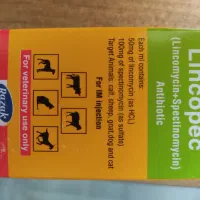 Lincopec
(Lincomycin+Spectinomycin)
Antibiotic
Each ml contains:
50mg of lincomycin (as HCL)
100mg of spectinomycin (as sulfate)
Target Animals: calf, sheep, goat, dog and cat
For IM injection
For veterinary use only
Razak